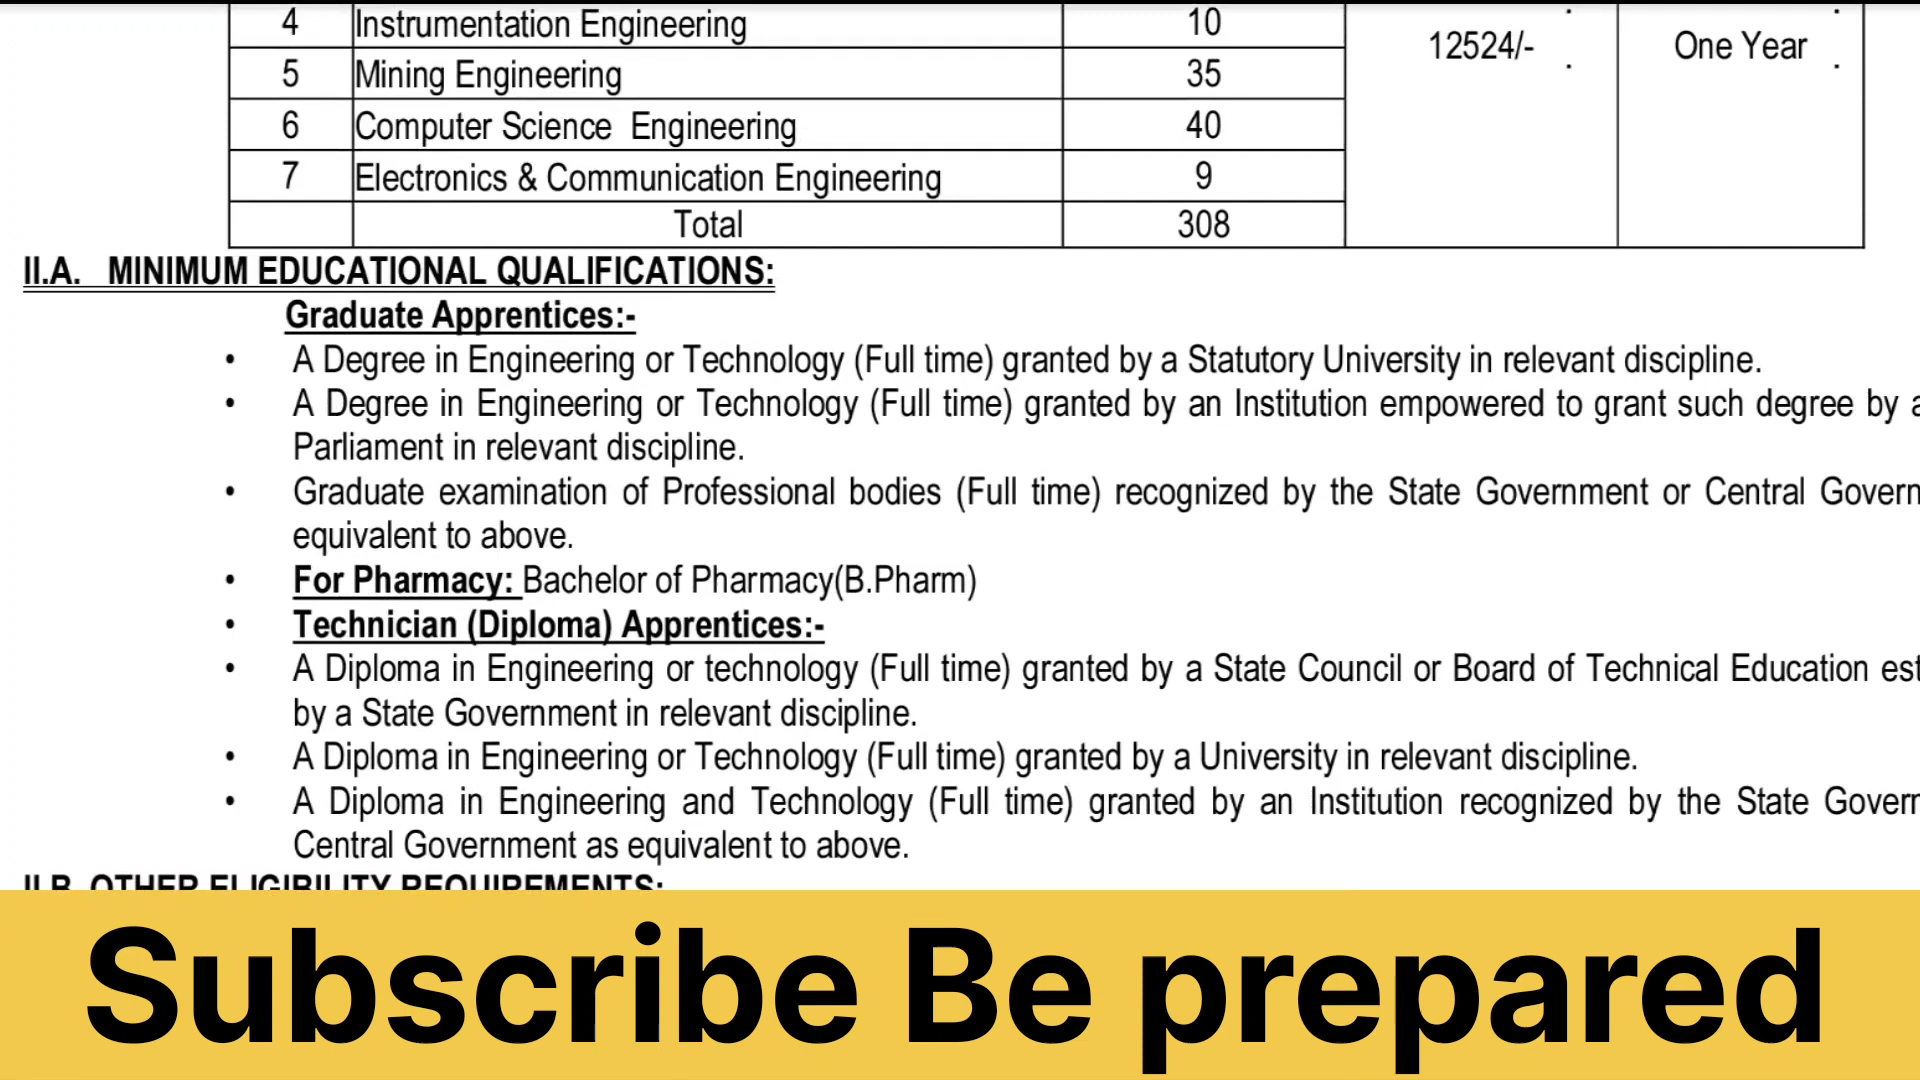 4 Instrumentation Engineering 10 12524/- One Year
5 Mining Engineering 35
6 Computer Science Engineering 40
7 Electronics & Communication Engineering 9
Total 308
II.A. MINIMUM EDUCATIONAL QUALIFICATIONS:
Graduate Apprentices:-
• A Degree in Engineering or Technology (Full time) granted by a Statutory University in relevant discipline.
• A Degree in Engineering or Technology (Full time) granted by an Institution empowered to grant such degree by
Parliament in relevant discipline.
• Graduate examination of Professional bodies (Full time) recognized by the State Government or Central Govern
equivalent to above.
• For Pharmacy: Bachelor of Pharmacy(B.Pharm)
• Technician (Diploma) Apprentices:-
• A Diploma in Engineering or technology (Full time) granted by a State Council or Board of Technical Education est
by a State Government in relevant discipline.
• A Diploma in Engineering or Technology (Full time) granted by a University in relevant discipline.
• A Diploma in Engineering and Technology (Full time) granted by an Institution recognized by the State Govern
Central Government as equivalent to above.
II.B. OTHER ELIGIBILITY REQUIREMENTS:
Subscribe Be prepared